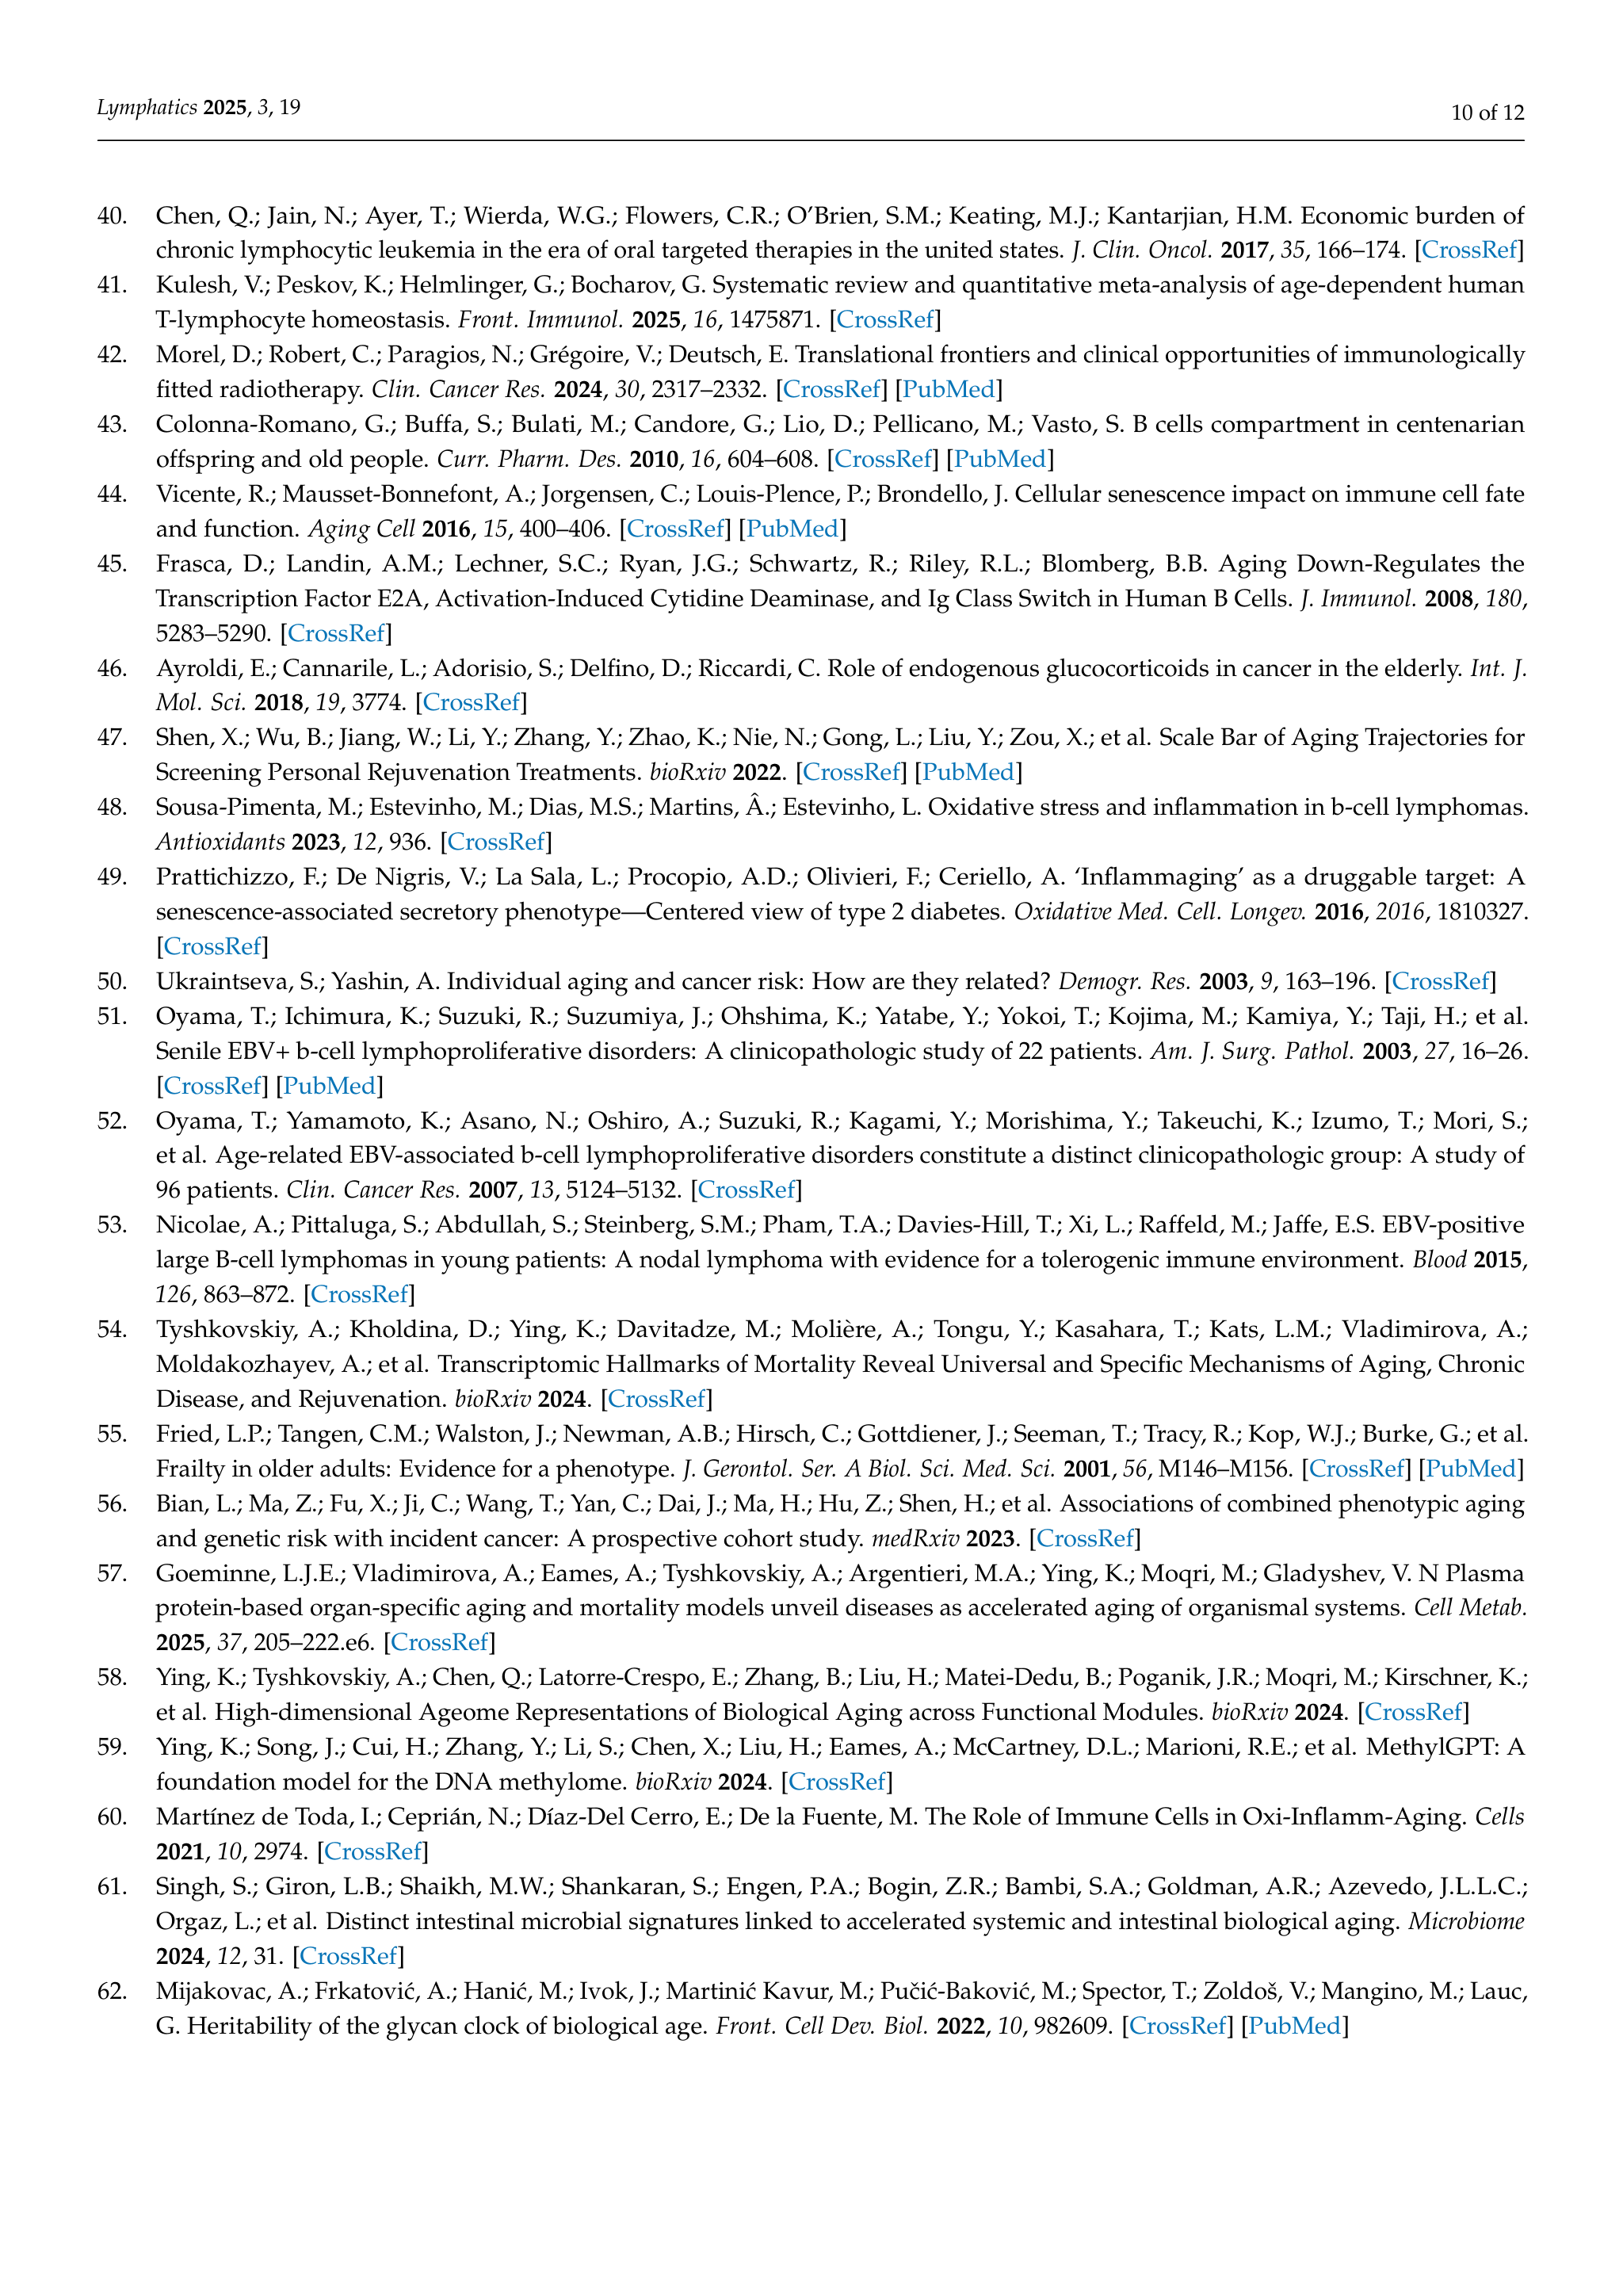 Lymphatics 2025, 3, 19
10 of 12
40. Chen, Q.; Jain, N.; Ayer, T.; Wierda, W.G.; Flowers, C.R.; O’Brien, S.M.; Keating, M.J.; Kantarjian, H.M. Economic burden of
chronic lymphocytic leukemia in the era of oral targeted therapies in the united states. J. Clin. Oncol. 2017, 35, 166–174. [CrossRef]
41. Kulesh, V.; Peskov, K.; Helmlinger, G.; Bocharov, G. Systematic review and quantitative meta-analysis of age-dependent human
T-lymphocyte homeostasis. Front. Immunol. 2025, 16, 1475871. [CrossRef]
42. Morel, D.; Robert, C.; Paragios, N.; Grégoire, V.; Deutsch, E. Translational frontiers and clinical opportunities of immunologically
fitted radiotherapy. Clin. Cancer Res. 2024, 30, 2317–2332. [CrossRef] [PubMed]
43. Colonna-Romano, G.; Buffa, S.; Bulati, M.; Candore, G.; Lio, D.; Pellicano, M.; Vasto, S. B cells compartment in centenarian
offspring and old people. Curr. Pharm. Des. 2010, 16, 604–608. [CrossRef] [PubMed]
44. Vicente, R.; Mausset-Bonnefont, A.; Jorgensen, C.; Louis-Plence, P.; Brondello, J. Cellular senescence impact on immune cell fate
and function. Aging Cell 2016, 15, 400–406. [CrossRef] [PubMed]
45. Frasca, D.; Landin, A.M.; Lechner, S.C.; Ryan, J.G.; Schwartz, R.; Riley, R.L.; Blomberg, B.B. Aging Down-Regulates the
Transcription Factor E2A, Activation-Induced Cytidine Deaminase, and Ig Class Switch in Human B Cells. J. Immunol. 2008, 180,
5283–5290. [CrossRef]
46. Ayroldi, E.; Cannarile, L.; Adorisio, S.; Delfino, D.; Riccardi, C. Role of endogenous glucocorticoids in cancer in the elderly. Int. J.
Mol. Sci. 2018, 19, 3774. [CrossRef]
47. Shen, X.; Wu, B.; Jiang, W.; Li, Y.; Zhang, Y.; Zhao, K.; Nie, N.; Gong, L.; Liu, Y.; Zou, X.; et al. Scale Bar of Aging Trajectories for
Screening Personal Rejuvenation Treatments. bioRxiv 2022. [CrossRef] [PubMed]
48. Sousa-Pimenta, M.; Estevinho, M.; Dias, M.S.; Martins, Â.; Estevinho, L. Oxidative stress and inflammation in b-cell lymphomas.
Antioxidants 2023, 12, 936. [CrossRef]
49. Prattichizzo, F.; De Nigris, V.; La Sala, L.; Procopio, A.D.; Olivieri, F.; Ceriello, A. ‘Inflammaging’ as a druggable target: A
senescence-associated secretory phenotype—Centered view of type 2 diabetes. Oxidative Med. Cell. Longev. 2016, 2016, 1810327.
[CrossRef]
50. Ukraintseva, S.; Yashin, A. Individual aging and cancer risk: How are they related? Demogr. Res. 2003, 9, 163–196. [CrossRef]
51. Oyama, T.; Ichimura, K.; Suzuki, R.; Suzumiya, J.; Ohshima, K.; Yatabe, Y.; Yokoi, T.; Kojima, M.; Kamiya, Y.; Taji, H.; et al.
Senile EBV+ b-cell lymphoproliferative disorders: A clinicopathologic study of 22 patients. Am. J. Surg. Pathol. 2003, 27, 16–26.
[CrossRef] [PubMed]
52. Oyama, T.; Yamamoto, K.; Asano, N.; Oshiro, A.; Suzuki, R.; Kagami, Y.; Morishima, Y.; Takeuchi, K.; Izumo, T.; Mori, S.;
et al. Age-related EBV-associated b-cell lymphoproliferative disorders constitute a distinct clinicopathologic group: A study of
96 patients. Clin. Cancer Res. 2007, 13, 5124–5132. [CrossRef]
53. Nicolae, A.; Pittaluga, S.; Abdullah, S.; Steinberg, S.M.; Pham, T.A.; Davies-Hill, T.; Xi, L.; Raffeld, M.; Jaffe, E.S. EBV-positive
large B-cell lymphomas in young patients: A nodal lymphoma with evidence for a tolerogenic immune environment. Blood 2015,
126, 863–872. [CrossRef]
54. Tyshkovskiy, A.; Kholdina, D.; Ying, K.; Davitadze, M.; Molière, A.; Tongu, Y.; Kasahara, T.; Kats, L.M.; Vladimirova, A.;
Moldakozhayev, A.; et al. Transcriptomic Hallmarks of Mortality Reveal Universal and Specific Mechanisms of Aging, Chronic
Disease, and Rejuvenation. bioRxiv 2024. [CrossRef]
55. Fried, L.P.; Tangen, C.M.; Walston, J.; Newman, A.B.; Hirsch, C.; Gottdiener, J.; Seeman, T.; Tracy, R.; Kop, W.J.; Burke, G.; et al.
Frailty in older adults: Evidence for a phenotype. J. Gerontol. Ser. A Biol. Sci. Med. Sci. 2001, 56, M146–M156. [CrossRef] [PubMed]
56. Bian, L.; Ma, Z.; Fu, X.; Ji, C.; Wang, T.; Yan, C.; Dai, J.; Ma, H.; Hu, Z.; Shen, H.; et al. Associations of combined phenotypic aging
and genetic risk with incident cancer: A prospective cohort study. medRxiv 2023. [CrossRef]
57. Goeminne, L.J.E.; Vladimirova, A.; Eames, A.; Tyshkovskiy, A.; Argentieri, M.A.; Ying, K.; Moqri, M.; Gladyshev, V. N Plasma
protein-based organ-specific aging and mortality models unveil diseases as accelerated aging of organismal systems. Cell Metab.
2025, 37, 205–222.e6. [CrossRef]
58. Ying, K.; Tyshkovskiy, A.; Chen, Q.; Latorre-Crespo, E.; Zhang, B.; Liu, H.; Matei-Dedu, B.; Poganik, J.R.; Moqri, M.; Kirschner, K.;
et al. High-dimensional Ageome Representations of Biological Aging across Functional Modules. bioRxiv 2024. [CrossRef]
59. Ying, K.; Song, J.; Cui, H.; Zhang, Y.; Li, S.; Chen, X.; Liu, H.; Eames, A.; McCartney, D.L.; Marioni, R.E.; et al. MethylGPT: A
foundation model for the DNA methylome. bioRxiv 2024. [CrossRef]
60. Martínez de Toda, I.; Ceprián, N.; Díaz-Del Cerro, E.; De la Fuente, M. The Role of Immune Cells in Oxi-Inflamm-Aging. Cells
2021, 10, 2974. [CrossRef]
61. Singh, S.; Giron, L.B.; Shaikh, M.W.; Shankaran, S.; Engen, P.A.; Bogin, Z.R.; Bambi, S.A.; Goldman, A.R.; Azevedo, J.L.L.C.;
Orgaz, L.; et al. Distinct intestinal microbial signatures linked to accelerated systemic and intestinal biological aging. Microbiome
2024, 12, 31. [CrossRef]
62. Mijakovac, A.; Frkatović, A.; Hanić, M.; Ivok, J.; Martinić Kavur, M.; Pučić-Baković, M.; Spector, T.; Zoldoš, V.; Mangino, M.; Lauc,
G. Heritability of the glycan clock of biological age. Front. Cell Dev. Biol. 2022, 10, 982609. [CrossRef] [PubMed]